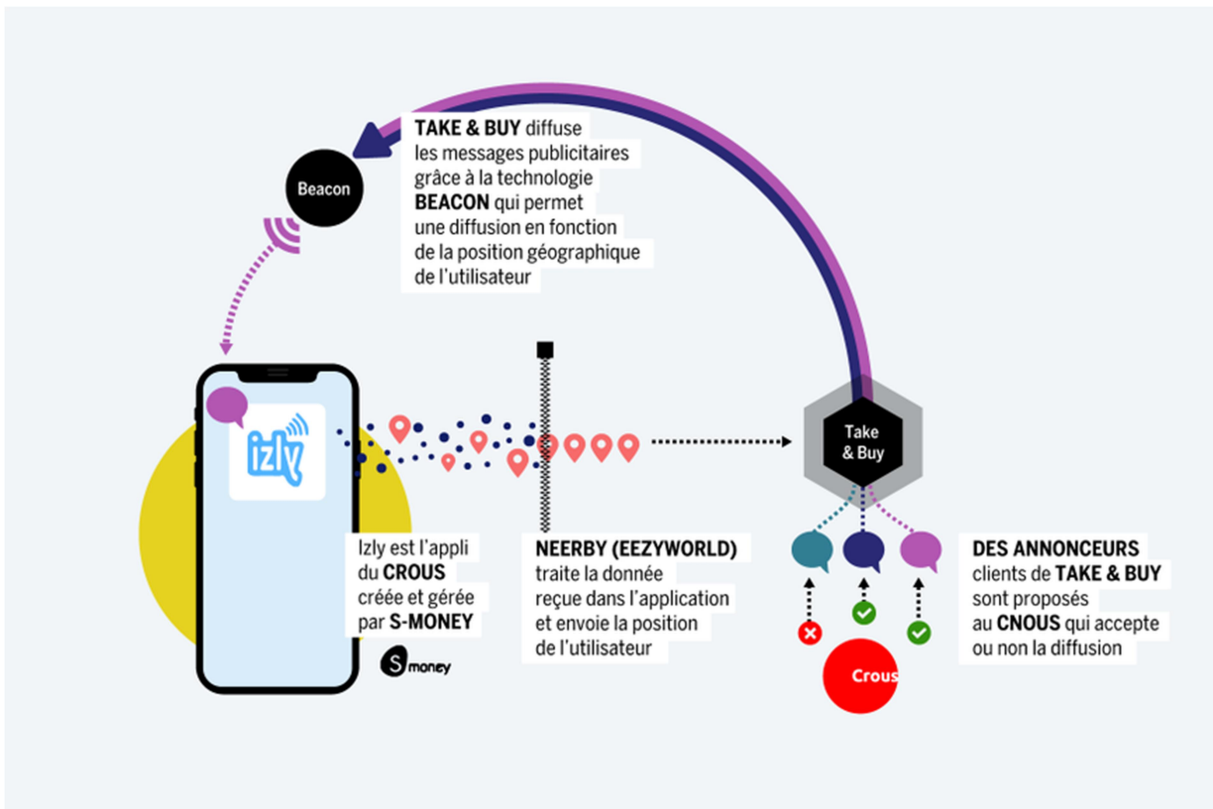 TAKE & BUY diffuse
les messages publicitaires
grâce à la technologie
BEACON qui permet
une diffusion en fonction
de la position géographique
de l'utilisateur
Beacon
izly
Take
& Buy
Izly est l'appli
du CROUS
créée et gérée
par S-MONEY
S money
NEERBY (EEZYWORLD)
traite la donnée
reçue dans l'application
et envoie la position
de l'utilisateur
DES ANNONCEURS
clients de TAKE & BUY
sont proposés
au CNOUS qui accepte
ou non la diffusion
Crous